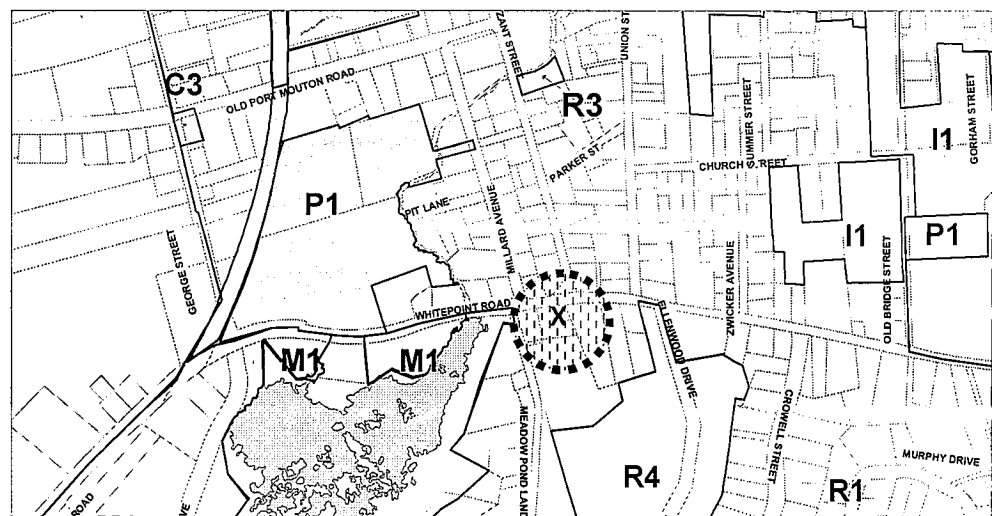 ZANT STREET
UNION ST
C3
OLD PORT MOUTON ROAD
R3
SUMMER STREET
GORHAM STREET
I1
PARKER ST.
CHURCH STREET
P1
PIT LANE
MILLARD AVENUE
I1
P1
GEORGE STREET
OLD BRIDGE STREET
ZWICKER AVENUE
WHITEPOINT ROAD
X
ELLENWOOD DRIVE
M1
M1
MEADOW POND LANE
CROWELL STREET
MURPHY DRIVE
R4
R1
ROAD
VE